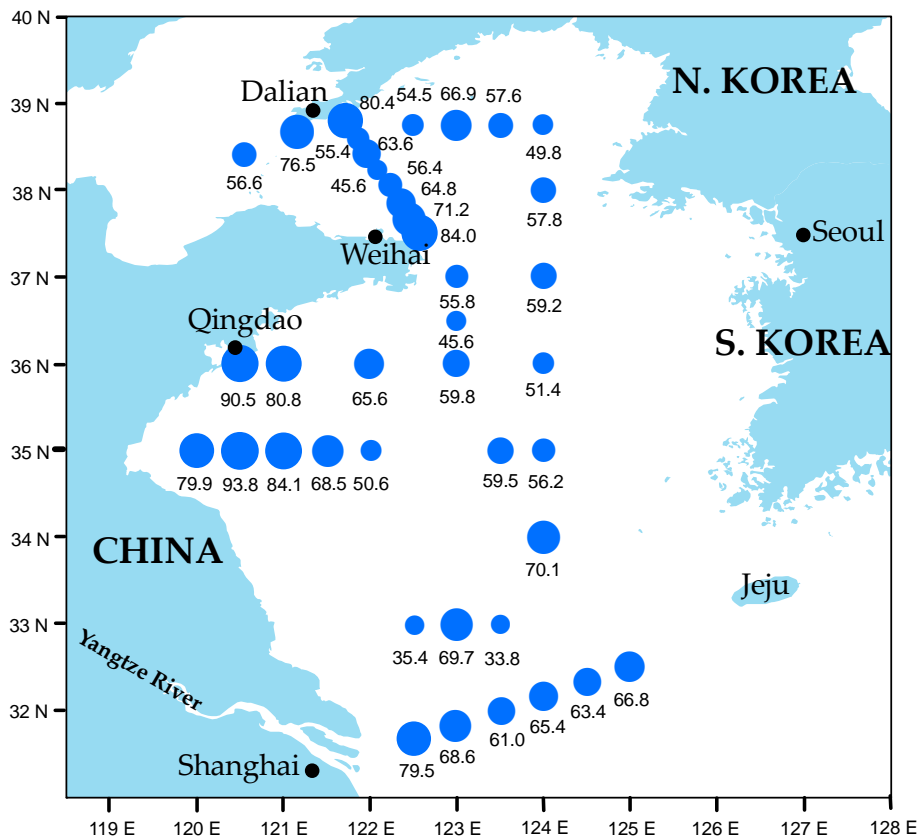 40 N
39 N
38 N
37 N
36 N
35 N
34 N
33 N
32 N
N. KOREA
Dalian
80.4
54.5
66.9
57.6
76.5
55.4
63.6
49.8
56.6
45.6
56.4
64.8
57.8
71.2
84.0
Weihai
Seoul
55.8
59.2
Qingdao
45.6
S. KOREA
90.5
80.8
65.6
59.8
51.4
79.9
93.8
84.1
68.5
50.6
59.5
56.2
CHINA
70.1
Jeju
35.4
69.7
33.8
Yangtze River
66.8
63.4
65.4
61.0
68.6
79.5
Shanghai
119 E
120 E
121 E
122 E
123 E
124 E
125 E
126 E
127 E
128 E